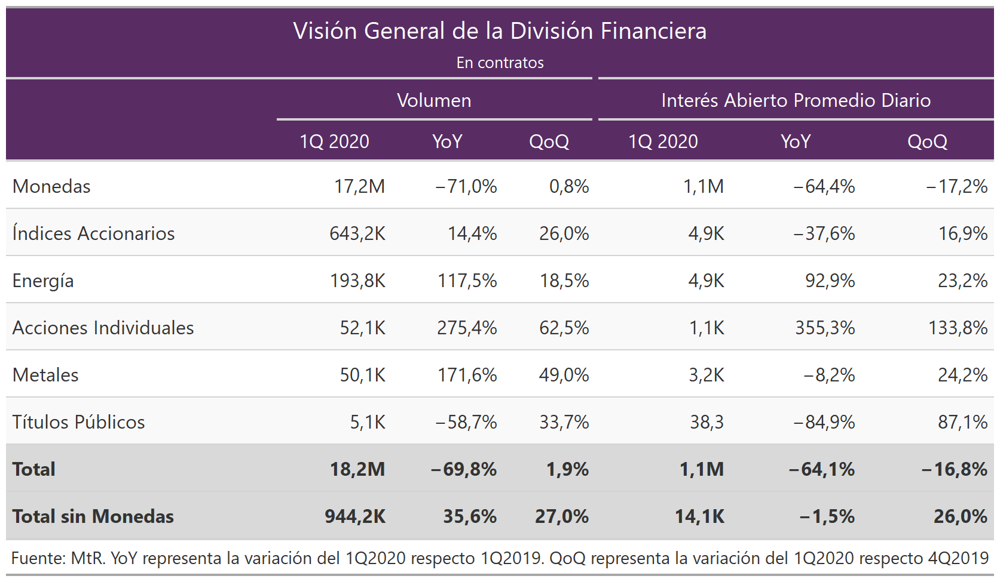 Visión General de la División Financiera
En contratos
Volumen Interés Abierto Promedio Diario
1Q 2020 YoY QoQ 1Q 2020 YoY QoQ
Monedas 17,2M −71,0% 0,8% 1,1M −64,4% −17,2%
Índices Accionarios 643,2K 14,4% 26,0% 4,9K −37,6% 16,9%
Energía 193,8K 117,5% 18,5% 4,9K 92,9% 23,2%
Acciones Individuales 52,1K 275,4% 62,5% 1,1K 355,3% 133,8%
Metales 50,1K 171,6% 49,0% 3,2K −8,2% 24,2%
Títulos Públicos 5,1K −58,7% 33,7% 38,3 −84,9% 87,1%
Total 18,2M −69,8% 1,9% 1,1M −64,1% −16,8%
Total sin Monedas 944,2K 35,6% 27,0% 14,1K −1,5% 26,0%
Fuente: MtR. YoY representa la variación del 1Q2020 respecto 1Q2019. QoQ representa la variación del 1Q2020 respecto 4Q2019